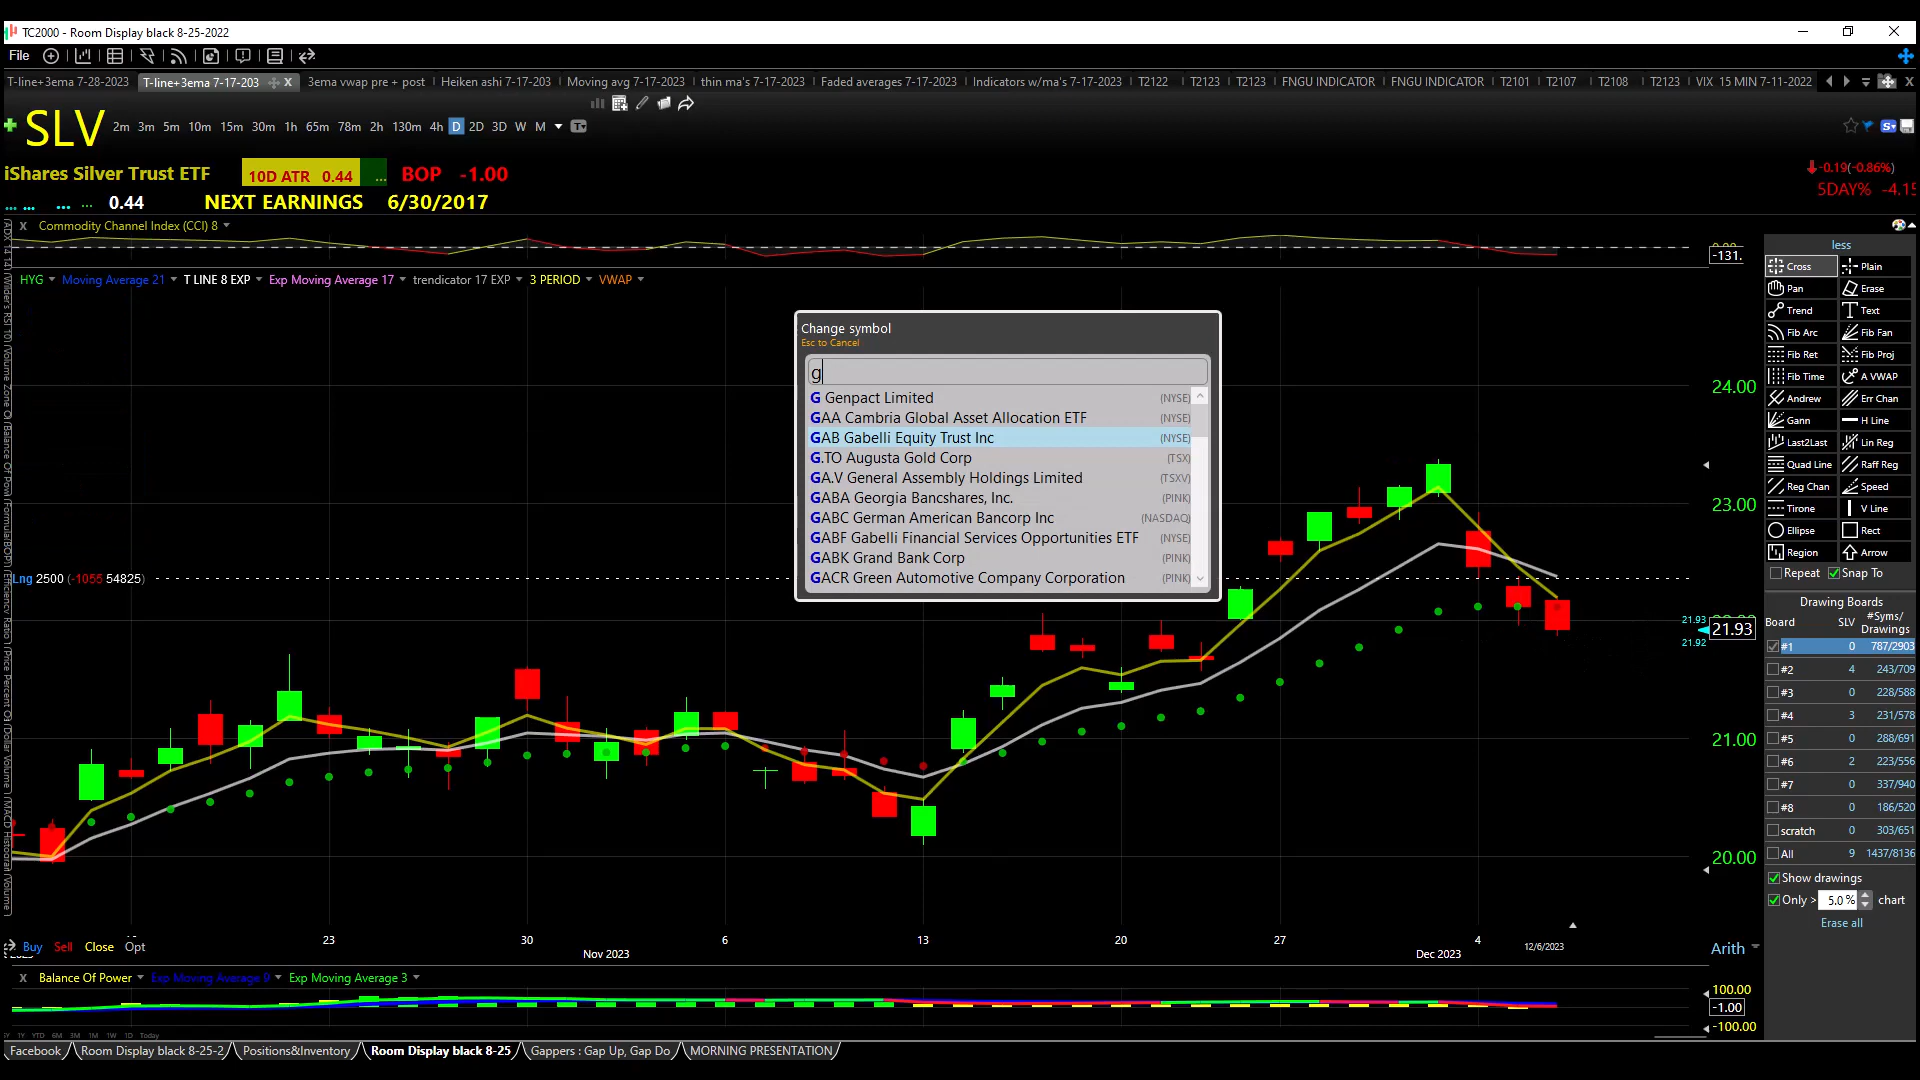 TC2000 - Room Display black 8-25-2022
File
T-line+3ema 7-28-2023 T-line+3ema 7-17-203 X 3ema vwap pre + post Heiken ashi 7-17-203 Moving avg 7-17-2023 thin ma's 7-17-2023 Faded averages 7-17-2023 Indicators w/ma's 7-17-2023 T2122 T2123 T2123 FNGU INDICATOR FNGU INDICATOR T2101 T2107 T2108 T2123 VIX 15 MIN 7-11-2022
SLV 2m 3m 5m 10m 15m 30m 1h 65m 78m 2h 130m 4h D 2D 3D W M
iShares Silver Trust ETF 10D ATR 0.44 ... BOP -1.00 -0.19(-0.86%)
5DAY% -4.15
... ... ... ... 0.44 NEXT EARNINGS 6/30/2017
X Commodity Channel Index (CCI) 8
-131.
HYG Moving Average 21 T LINE 8 EXP Exp Moving Average 17 trendicator 17 EXP 3 PERIOD VWAP
Change symbol
Esc to Cancel
g
G Genpact Limited (NYSE)
GAA Cambria Global Asset Allocation ETF (NYSE)
GAB Gabelli Equity Trust Inc (NYSE)
G.TO Augusta Gold Corp (TSX)
GA.V General Assembly Holdings Limited (TSXV)
GABA Georgia Bancshares, Inc. (PINK)
GABC German American Bancorp Inc (NASDAQ)
GABF Gabelli Financial Services Opportunities ETF (NYSE)
GABK Grand Bank Corp (PINK)
GACR Green Automotive Company Corporation (PINK)
Lng 2500 (-1055 54825)
24.00
23.00
21.93
21.93
21.92
21.00
20.00
less
Cross Plain
Pan Erase
Trend Text
Fib Arc Fib Fan
Fib Ret Fib Proj
Fib Time A VWAP
Andrew Err Chan
Gann H Line
Last2Last Lin Reg
Quad Line Raff Reg
Reg Chan Speed
Tirone V Line
Ellipse Rect
Region Arrow
Repeat Snap To
Drawing Boards
Board SLV #Syms/
Drawings
#1 0 787/2903
#2 4 243/709
#3 0 228/588
#4 3 231/578
#5 0 288/691
#6 2 223/556
#7 0 337/940
#8 0 186/520
scratch 0 303/651
All 9 1437/8136
Show drawings
Only > 5.0 % chart
Erase all
Buy Sell Close Opt
23 30 6 13 20 27 4 12/6/2023
Nov 2023 Dec 2023
Arith
X Balance Of Power Exp Moving Average 9 Exp Moving Average 3
100.00
-1.00
-100.00
1Y YTD 6M 3M 1M 1W 1D Today
Facebook Room Display black 8-25-2 Positions&Inventory Room Display black 8-25 Gappers : Gap Up, Gap Do MORNING PRESENTATION